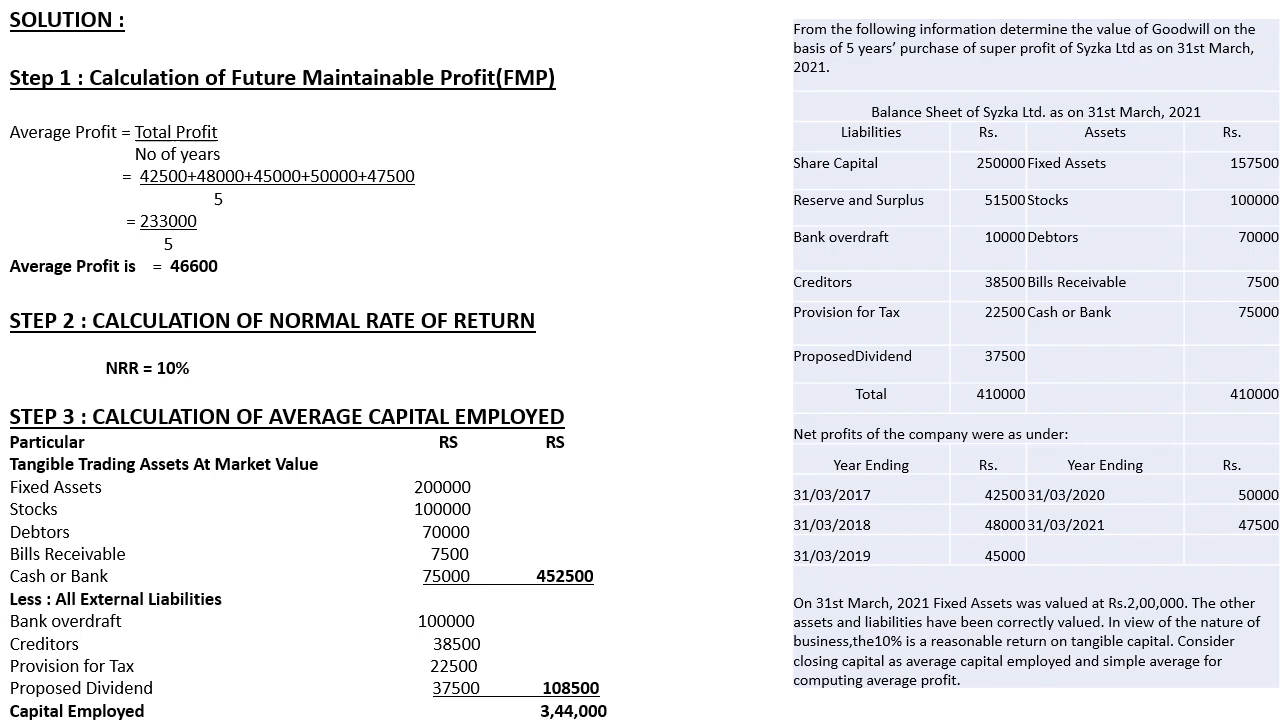 SOLUTION :
Step 1 : Calculation of Future Maintainable Profit(FMP)
Average Profit = Total Profit
No of years
= 42500+48000+45000+50000+47500
5
= 233000
5
Average Profit is = 46600
STEP 2 : CALCULATION OF NORMAL RATE OF RETURN
NRR = 10%
STEP 3 : CALCULATION OF AVERAGE CAPITAL EMPLOYED
Particular RS RS
Tangible Trading Assets At Market Value
Fixed Assets 200000
Stocks 100000
Debtors 70000
Bills Receivable 7500
Cash or Bank 75000 452500
Less : All External Liabilities
Bank overdraft 100000
Creditors 38500
Provision for Tax 22500
Proposed Dividend 37500 108500
Capital Employed 3,44,000
From the following information determine the value of Goodwill on the
basis of 5 years’ purchase of super profit of Syzka Ltd as on 31st March,
2021.
Balance Sheet of Syzka Ltd. as on 31st March, 2021
Liabilities Rs. Assets Rs.
Share Capital 250000 Fixed Assets 157500
Reserve and Surplus 51500 Stocks 100000
Bank overdraft 10000 Debtors 70000
Creditors 38500 Bills Receivable 7500
Provision for Tax 22500 Cash or Bank 75000
ProposedDividend 37500
Total 410000 410000
Net profits of the company were as under:
Year Ending Rs. Year Ending Rs.
31/03/2017 42500 31/03/2020 50000
31/03/2018 48000 31/03/2021 47500
31/03/2019 45000
On 31st March, 2021 Fixed Assets was valued at Rs.2,00,000. The other
assets and liabilities have been correctly valued. In view of the nature of
business,the10% is a reasonable return on tangible capital. Consider
closing capital as average capital employed and simple average for
computing average profit.